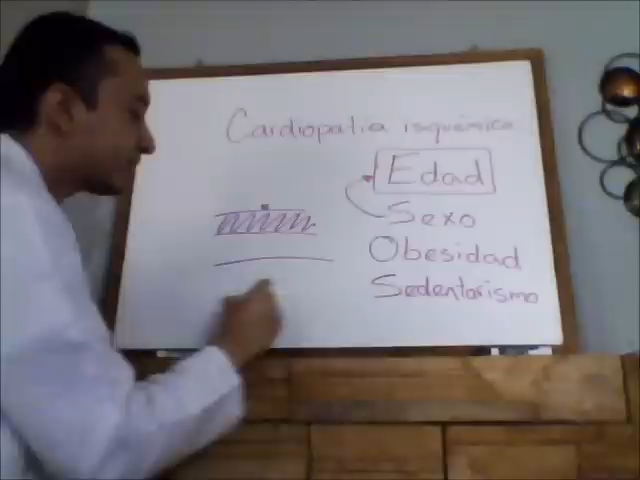 Cardiopatia isquémica
Edad
Sexo
Obesidad
Sedentarismo